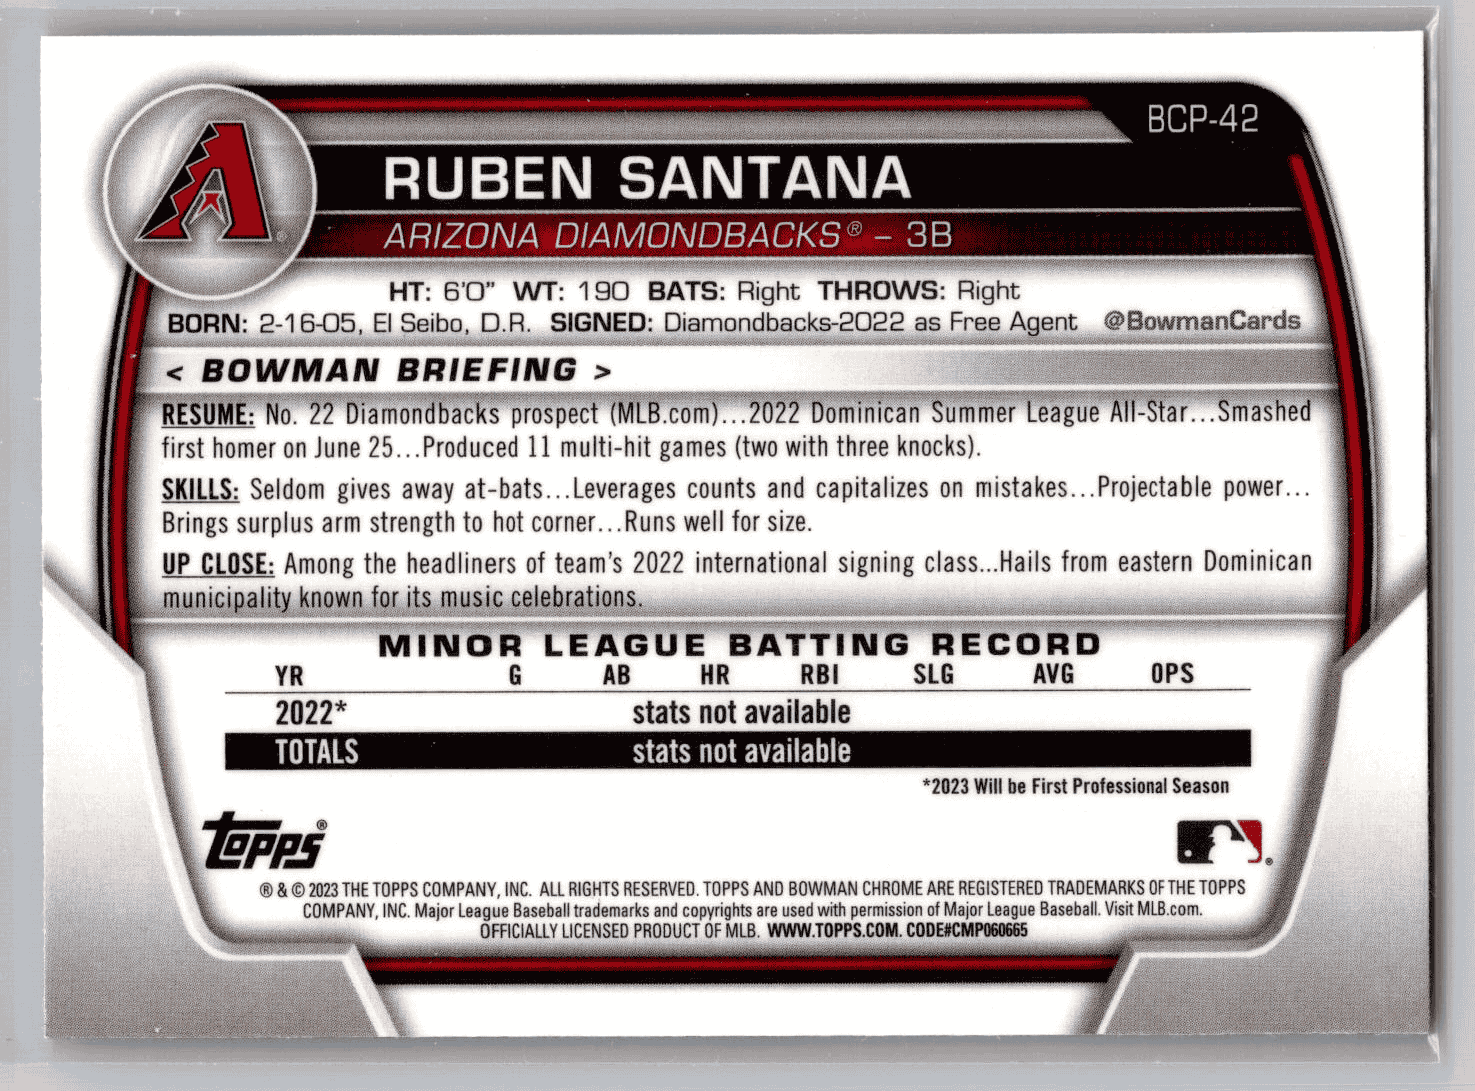 BCP-42
RUBEN SANTANA
ARIZONA DIAMONDBACKS® – 3B
HT: 6'0" WT: 190 BATS: Right THROWS: Right
BORN: 2-16-05, El Seibo, D.R. SIGNED: Diamondbacks-2022 as Free Agent @BowmanCards
< BOWMAN BRIEFING >
RESUME: No. 22 Diamondbacks prospect (MLB.com)...2022 Dominican Summer League All-Star...Smashed
first homer on June 25...Produced 11 multi-hit games (two with three knocks).
SKILLS: Seldom gives away at-bats...Leverages counts and capitalizes on mistakes...Projectable power...
Brings surplus arm strength to hot corner...Runs well for size.
UP CLOSE: Among the headliners of team's 2022 international signing class...Hails from eastern Dominican
municipality known for its music celebrations.
MINOR LEAGUE BATTING RECORD
YR G AB HR RBI SLG AVG OPS
2022* stats not available
TOTALS stats not available
*2023 Will be First Professional Season
Topps®
® & © 2023 THE TOPPS COMPANY, INC. ALL RIGHTS RESERVED. TOPPS AND BOWMAN CHROME ARE REGISTERED TRADEMARKS OF THE TOPPS
COMPANY, INC. Major League Baseball trademarks and copyrights are used with permission of Major League Baseball. Visit MLB.com.
OFFICIALLY LICENSED PRODUCT OF MLB. WWW.TOPPS.COM. CODE#CMP060665